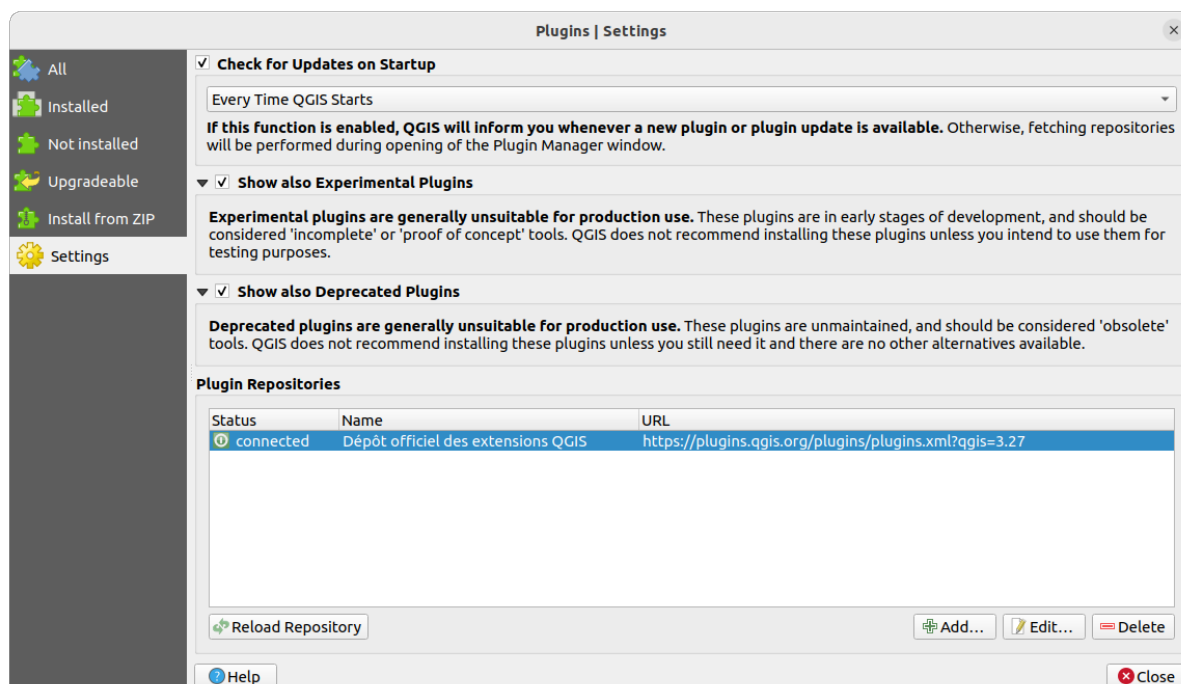 Plugins | Settings
All
Installed
Not installed
Upgradeable
Install from ZIP
Settings
Check for Updates on Startup
Every Time QGIS Starts
If this function is enabled, QGIS will inform you whenever a new plugin or plugin update is available. Otherwise, fetching repositories
will be performed during opening of the Plugin Manager window.
Show also Experimental Plugins
Experimental plugins are generally unsuitable for production use. These plugins are in early stages of development, and should be
considered 'incomplete' or 'proof of concept' tools. QGIS does not recommend installing these plugins unless you intend to use them for
testing purposes.
Show also Deprecated Plugins
Deprecated plugins are generally unsuitable for production use. These plugins are unmaintained, and should be considered 'obsolete'
tools. QGIS does not recommend installing these plugins unless you still need it and there are no other alternatives available.
Plugin Repositories
Status Name URL
connected Dépôt officiel des extensions QGIS https://plugins.qgis.org/plugins/plugins.xml?qgis=3.27
Reload Repository Add... Edit... Delete
Help Close